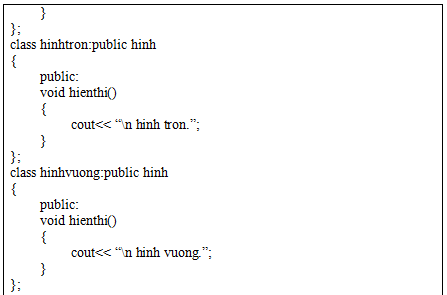 }
};
class hinhtron:public hinh
{
public:
void hienthi()
{
cout<< “\n hinh tron.”;
}
};
class hinhvuong:public hinh
{
public:
void hienthi()
{
cout<< “\n hinh vuong.”;
}
};